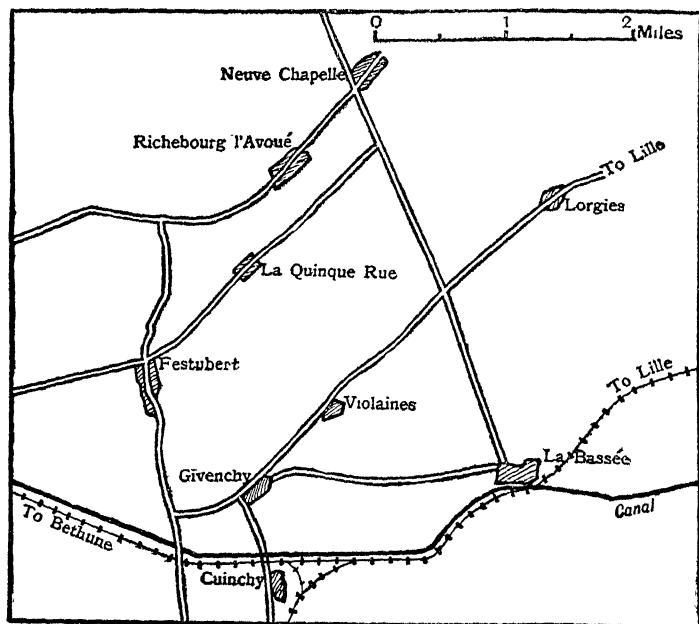 0 1 2 Miles
Neuve Chapelle
Richebourg l'Avoué
To Lille
Lorgies
La Quinque Rue
Festubert
To Lille
Violaines
La Bassée
Givenchy
Canal
To Bethune
Cuinchy